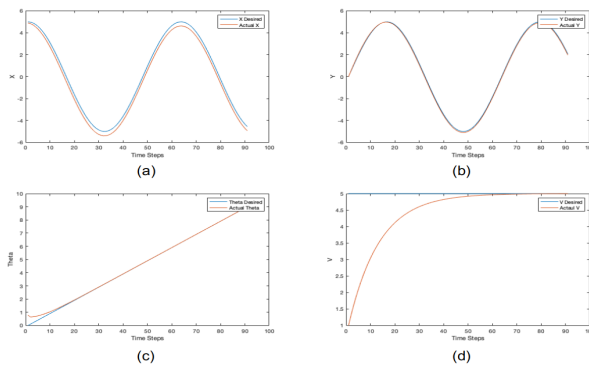 6
4
2
0
-2
-4
-6
X
0 10 20 30 40 50 60 70 80 90 100
Time Steps
X Desired
Actual X
(a)
6
4
2
0
-2
-4
-6
Y
0 10 20 30 40 50 60 70 80 90
Time Steps
Y Desired
Actual Y
(b)
10
9
8
7
6
5
4
3
2
1
0
Theta
0 10 20 30 40 50 60 70 80 90 100
Time Steps
Theta Disired
Actual Theta
(c)
5
4.5
4
3.5
3
2.5
2
1.5
1
V
0 10 20 30 40 50 60 70 80 90
Time Steps
V Desired
Actaul V
(d)